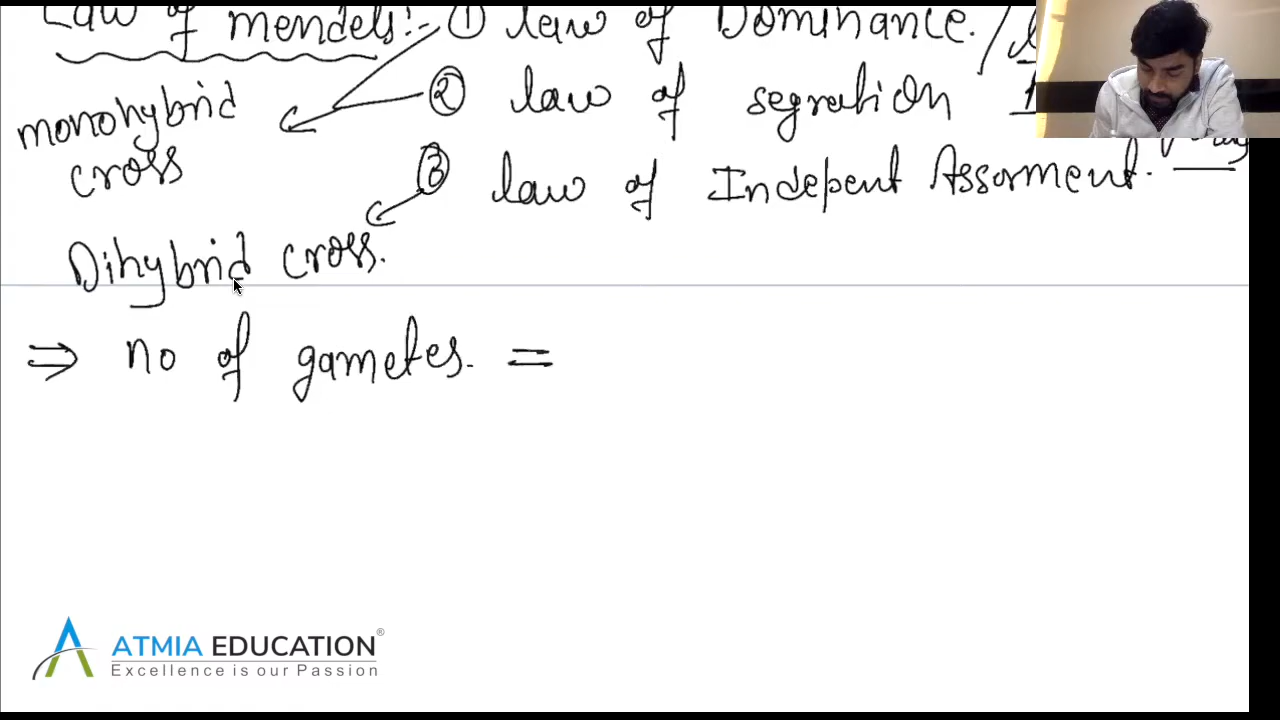 Law of mendels:- ① law of Dominance. /
monohybrid ② law of segration
cross
③ law of Indepent Assorment.
Dihybrid cross.
⇒ no of gametes. =
ATMIA EDUCATION®
Excellence is our Passion